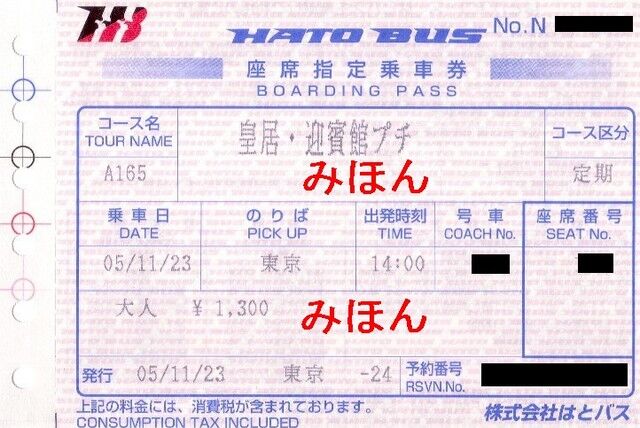 HATO BUS No.N
座席指定乗車券
BOARDING PASS
コース名
TOUR NAME
皇居・迎賓館プチ
コース区分
A165
みほん
定期
乗車日
DATE
のりば
PICK UP
出発時刻
TIME
号車
COACH No.
座席番号
SEAT No.
05/11/23 東京 14:00
大人 ¥ 1,300
みほん
発行 05/11/23 東京 -24
予約番号
RSVN.No.
上記の料金には、消費税が含まれております。
CONSUMPTION TAX INCLUDED
株式会社はとバス